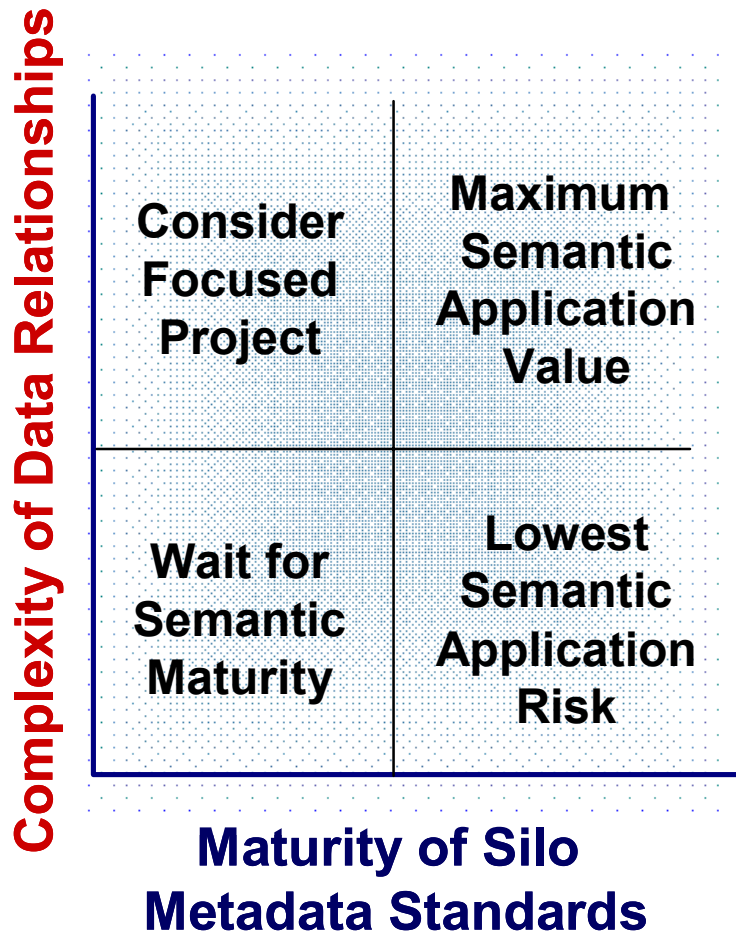 Complexity of Data Relationships
Consider
Focused
Project
Maximum
Semantic
Application
Value
Wait for
Semantic
Maturity
Lowest
Semantic
Application
Risk
Maturity of Silo
Metadata Standards